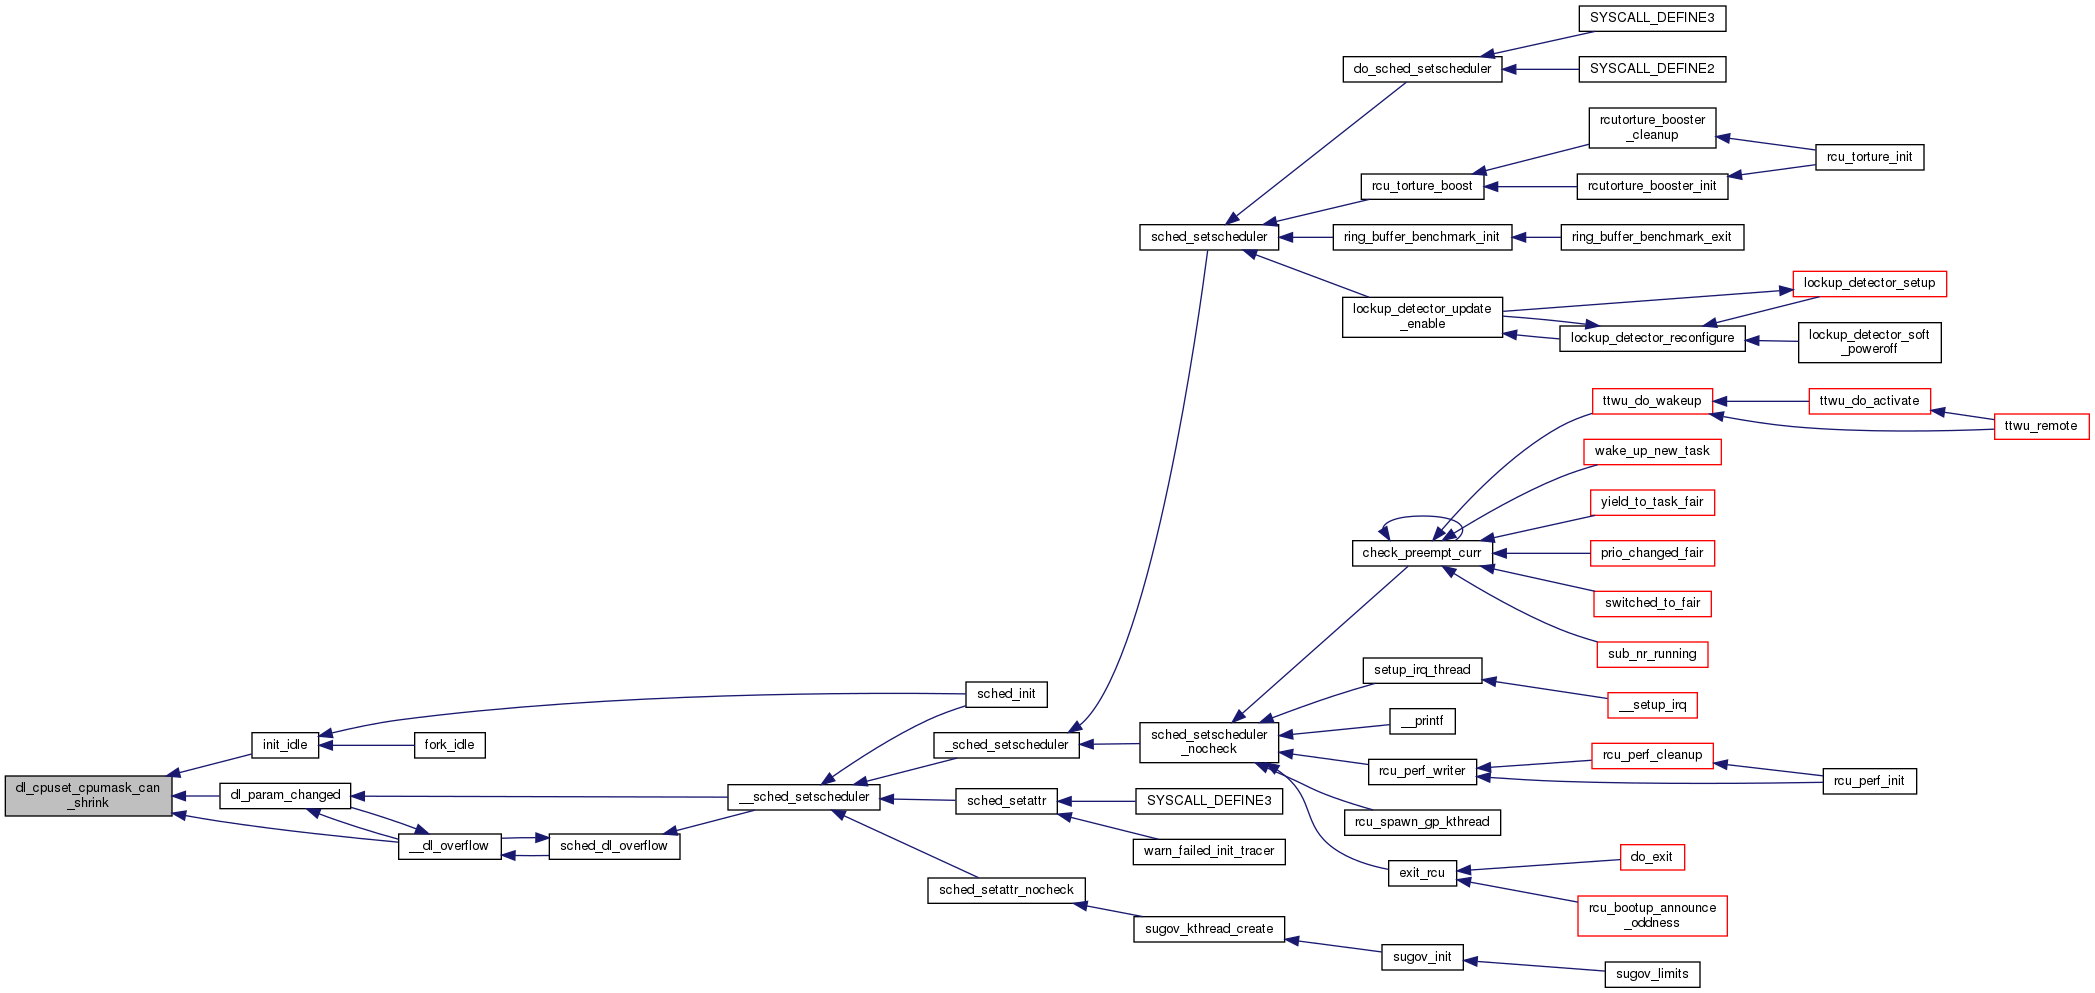 SYSCALL_DEFINE3
do_sched_setscheduler
SYSCALL_DEFINE2
rcutorture_booster
_cleanup
rcu_torture_init
rcu_torture_boost
rcutorture_booster_init
sched_setscheduler
ring_buffer_benchmark_init
ring_buffer_benchmark_exit
lockup_detector_setup
lockup_detector_update
_enable
lockup_detector_reconfigure
lockup_detector_soft
_poweroff
ttwu_do_wakeup
ttwu_do_activate
ttwu_remote
wake_up_new_task
yield_to_task_fair
check_preempt_curr
prio_changed_fair
switched_to_fair
sub_nr_running
setup_irq_thread
__setup_irq
sched_init
__printf
init_idle
fork_idle
_sched_setscheduler
sched_setscheduler
_nocheck
rcu_perf_cleanup
rcu_perf_writer
rcu_perf_init
dl_cpuset_cpumask_can
_shrink
dl_param_changed
__sched_setscheduler
sched_setattr
SYSCALL_DEFINE3
rcu_spawn_gp_kthread
__dl_overflow
sched_dl_overflow
warn_failed_init_tracer
do_exit
exit_rcu
sched_setattr_nocheck
rcu_bootup_announce
_oddness
sugov_kthread_create
sugov_init
sugov_limits